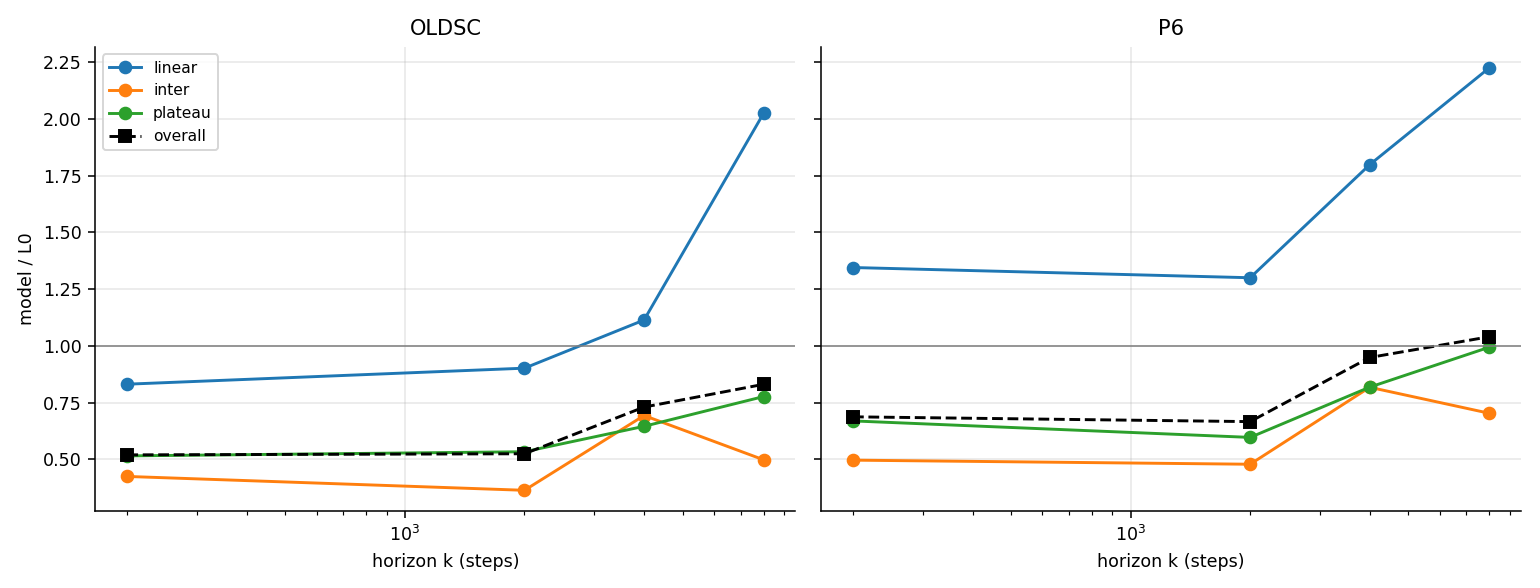 OLDSC
P6
linear
inter
plateau
overall
2.25
2.00
1.75
1.50
1.25
1.00
0.75
0.50
model / L0
10³
10³
horizon k (steps)
horizon k (steps)